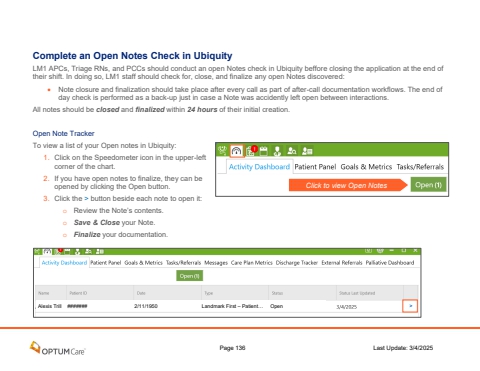 Complete an Open Notes Check in Ubiquity
LM1 APCs, Triage RNs, and PCCs should conduct an open Notes check in Ubiquity beffore closing the application at the end of
their shift. In doing so, LM1 staff should check for, close, and finalize any open Notes discovered:
• Note closure and finalization should take place after every call as part of after-call documentation workflows. The end of
day check is performed as a back-up just in case a Note was accidently left open between interactions.
All notes should be closed and finalized within 24 hours of their initial creation.
Open Note Tracker
To view a list of your Open notes in Ubiquity:
1. Click on the Speedometer icon in the upper-left
corner of the chart.
2. If you have open notes to finalize, they can be
opened by clicking the Open button.
3. Click the > button beside each note to open it:
o Review the Note's contents.
o Save & Close your Note.
o Finalize your documentation.
Activity Dashboard Patient Panel Goals & Metrics Tasks/Referrals
Click to view Open Notes Open (1)
Activity Dashboard Patient Panel Goals & Metrics Tasks/Referrals Messages Care Plan Metrics Discharge Tracker External Referrals Palliative Dashboard
Open (1)
Name Patient ID Date Type Status Status Last Updated
Alexis Trill ####### 2/11/1950 Landmark First – Patient... Open 3/4/2025
OPTUM Care Page 136 Last Update: 3/4/2025